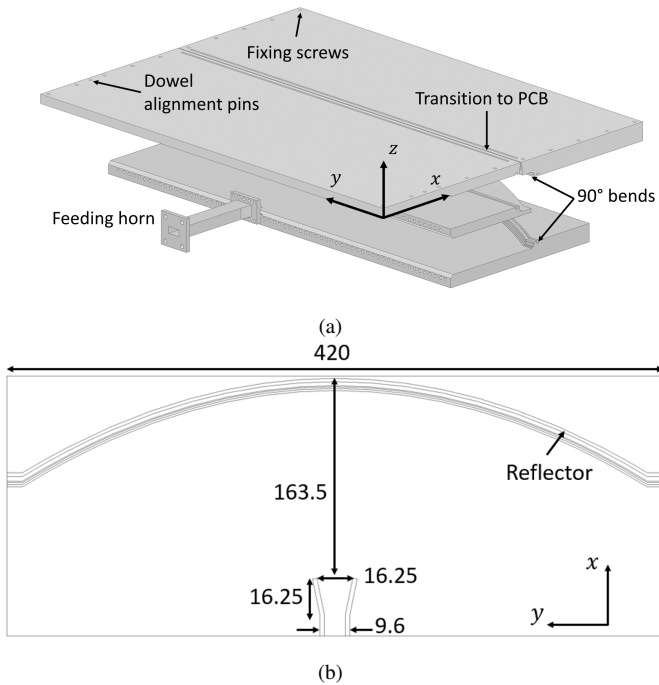 Fixing screws
Dowel
alignment pins
Transition to PCB
z
y
x
90° bends
Feeding horn
(a)
420
Reflector
163.5
16.25
16.25
x
y
9.6
(b)